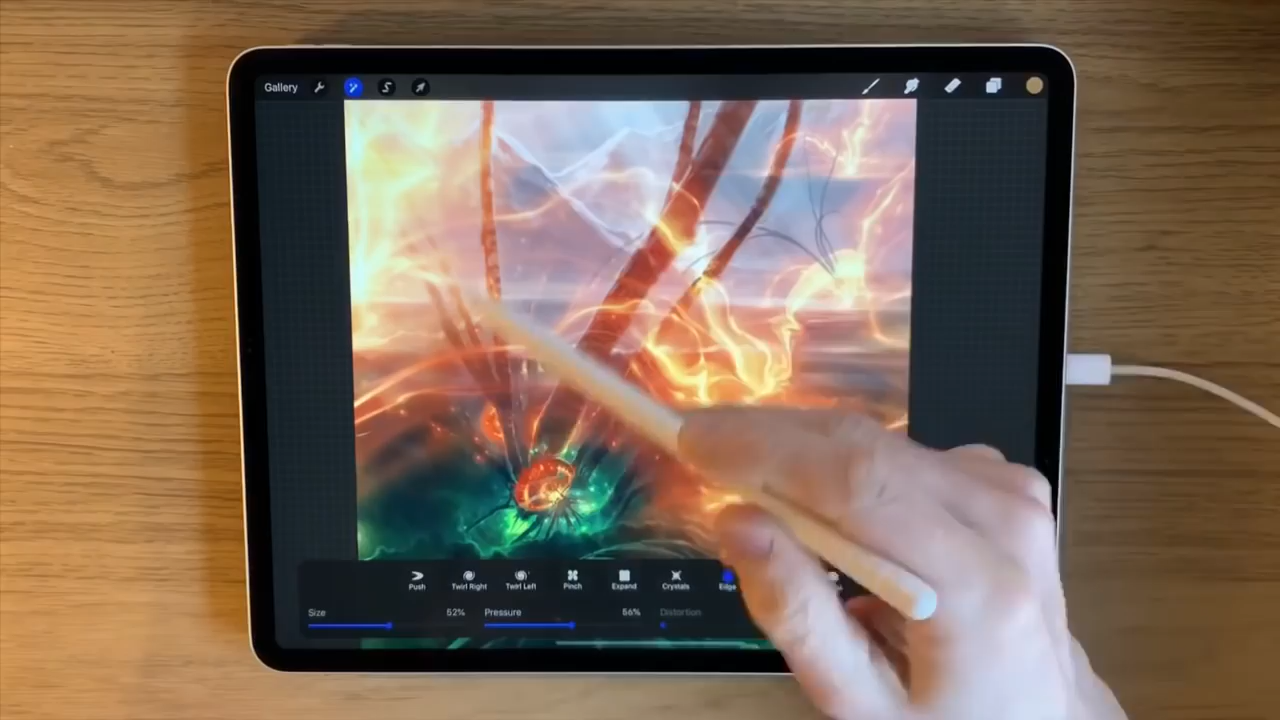 Gallery
Push Twirl Right Twirl Left Pinch Expand Crystals Edge
Size 52% Pressure 56% Distortion